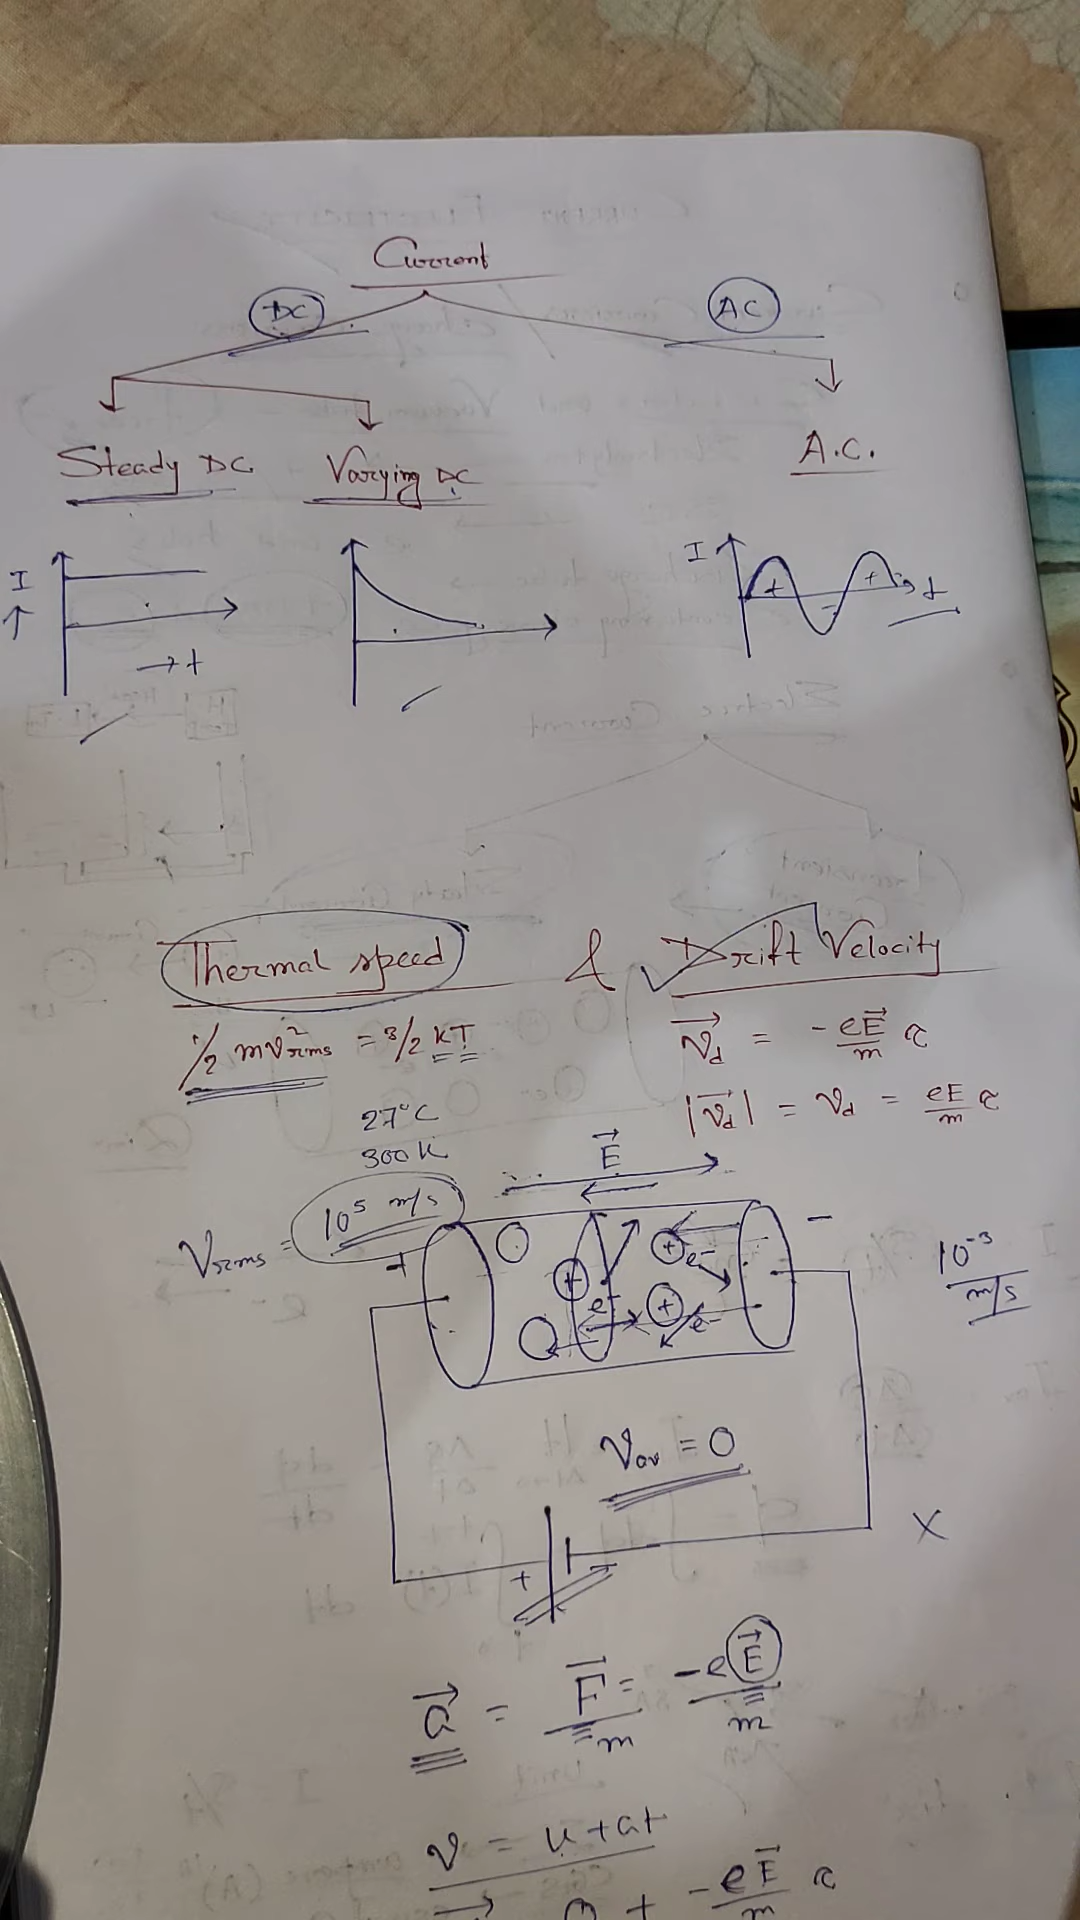 Current
DC AC
Steady DC Varying DC A.C.
I I + - + t
→ t
Thermal speed & Drift Velocity
1/2 mv²rms = 3/2 KT
v⃗d = -eE⃗/m τ
27°C
300K
|v⃗d| = vd = eE/m τ
E⃗
Vrms = 10⁵ m/s
+ -
+ + e-
e- + e-
10⁻³ m/s
Vav = 0
+ - X
a⃗ = F⃗/m = -eE⃗/m
v = u + at
0 + -eE⃗/m τ